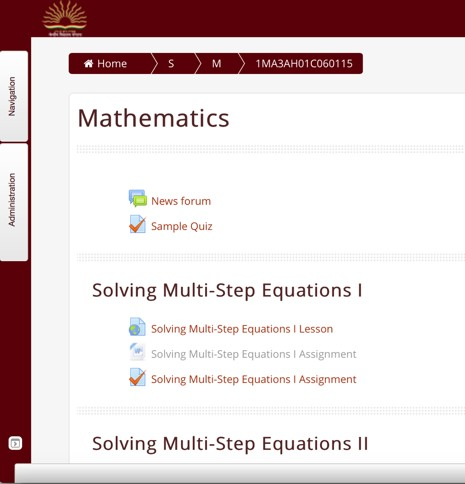 Home S M 1MA3AH01C060115
Navigation
Administration
Mathematics
News forum
Sample Quiz
Solving Multi-Step Equations I
Solving Multi-Step Equations I Lesson
Solving Multi-Step Equations I Assignment
Solving Multi-Step Equations I Assignment
Solving Multi-Step Equations II